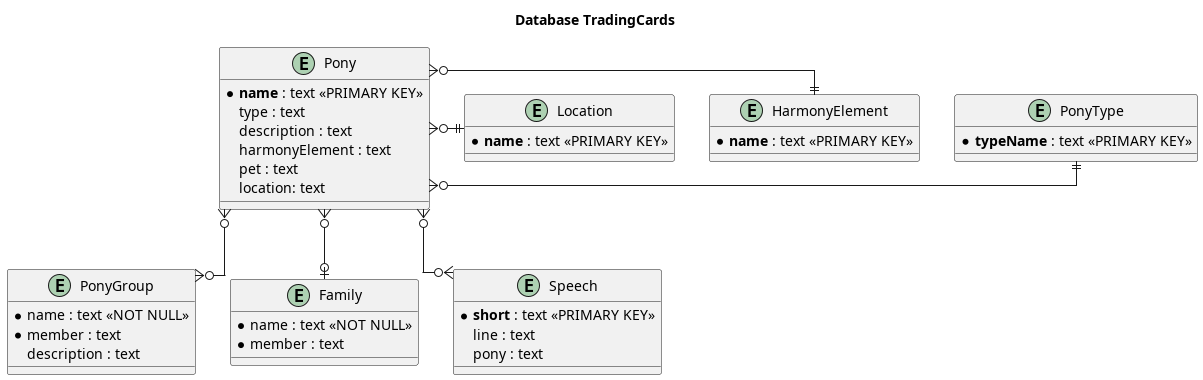 Database TradingCards
E Pony
* name : text «PRIMARY KEY»
type : text
description : text
harmonyElement : text
pet : text
location: text
E Location
* name : text «PRIMARY KEY»
E HarmonyElement
* name : text «PRIMARY KEY»
E PonyType
* typeName : text «PRIMARY KEY»
E PonyGroup
* name : text «NOT NULL»
* member : text
description : text
E Family
* name : text «NOT NULL»
* member : text
E Speech
* short : text «PRIMARY KEY»
line : text
pony : text